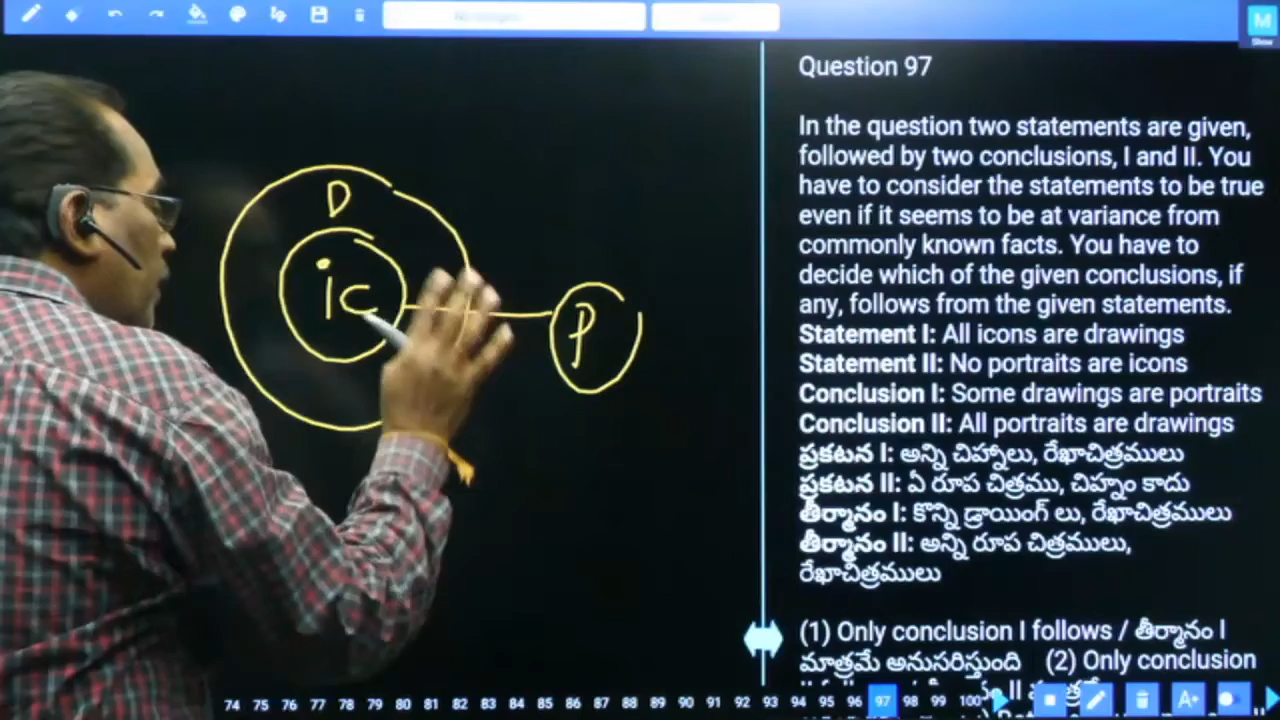 M
Show
D
ic
P
Question 97
In the question two statements are given,
followed by two conclusions, I and II. You
have to consider the statements to be true
even if it seems to be at variance from
commonly known facts. You have to
decide which of the given conclusions, if
any, follows from the given statements.
Statement I: All icons are drawings
Statement II: No portraits are icons
Conclusion I: Some drawings are portraits
Conclusion II: All portraits are drawings
ప్రకటన I: అన్ని చిహ్నాలు, రేఖాచిత్రములు
ప్రకటన II: ఏ రూప చిత్రము, చిహ్నం కాదు
తీర్మానం I: కొన్ని డ్రాయింగ్ లు, రేఖాచిత్రములు
తీర్మానం II: అన్ని రూప చిత్రములు,
రేఖాచిత్రములు
(1) Only conclusion I follows / తీర్మానం I
మాత్రమే అనుసరిస్తుంది (2) Only conclusion
74 75 76 77 78 79 80 81 82 83 84 85 86 87 88 89 90 91 92 93 94 95 96 97 98 99 100
A+